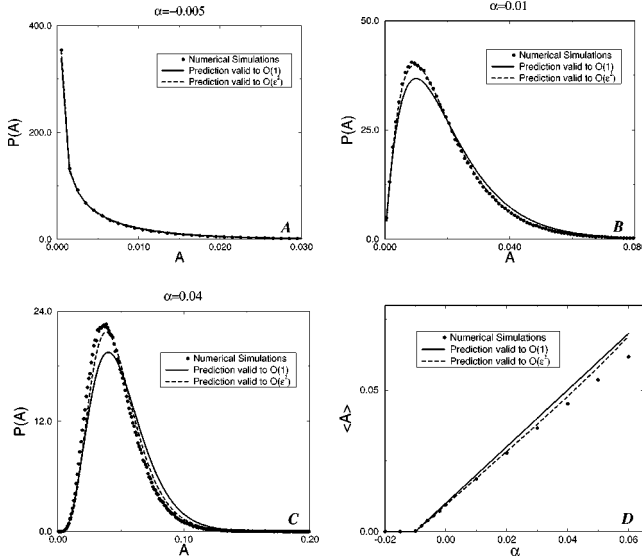 α=−0.005
400.0
200.0
0.0
P(A)
Numerical Simulations
Prediction valid to O(1)
Prediction valid to O(ε²)
A
0.000
0.010
0.020
0.030
A
α=0.01
50.0
25.0
0.0
P(A)
Numerical Simulations
Prediction valid to O(1)
Prediction valid to O(ε²)
B
0.000
0.040
0.080
A
α=0.04
24.0
12.0
0.0
P(A)
Numerical Simulations
Prediction valid to O(1)
Prediction valid to O(ε²)
C
0.00
0.10
0.20
A
0.05
0.00
<A>
Numerical Simulations
Prediction valid to O(1)
Prediction valid to O(ε²)
D
-0.02
0.00
0.02
0.04
0.06
α